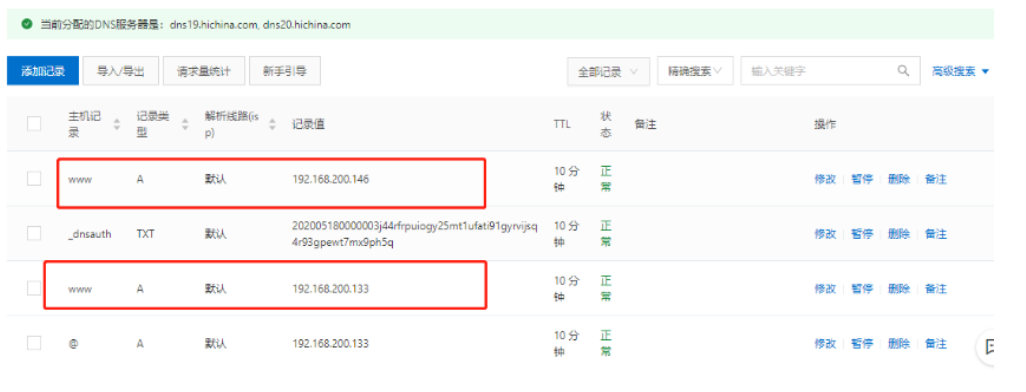 当前分配的DNS服务器是：dns19.hichina.com, dns20.hichina.com
添加记录 导入/导出 请求量统计 新手引导 全部记录 精确搜索 输入关键字 高级搜索
主机记录 记录类型 解析线路(isp) 记录值 TTL 状态 备注 操作
www A 默认 192.168.200.146 10 分钟 正常 修改 暂停 删除 备注
_dnsauth TXT 默认 202005180000003j44rfrpuiogy25mt1ufati91gyrvijsq4r93gpewt7mx9ph5q 10 分钟 正常 修改 暂停 删除 备注
www A 默认 192.168.200.133 10 分钟 正常 修改 暂停 删除 备注
@ A 默认 192.168.200.133 10 分钟 正常 修改 暂停 删除 备注